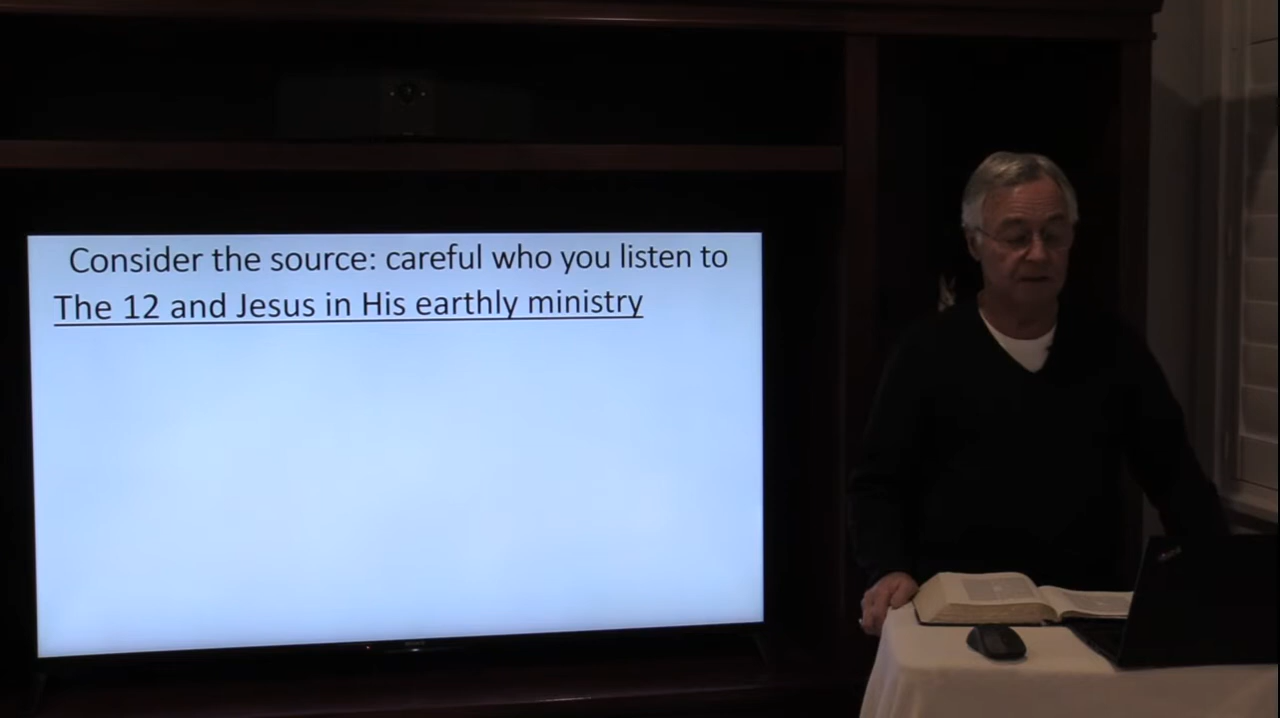 Consider the source: careful who you listen to
The 12 and Jesus in His earthly ministry